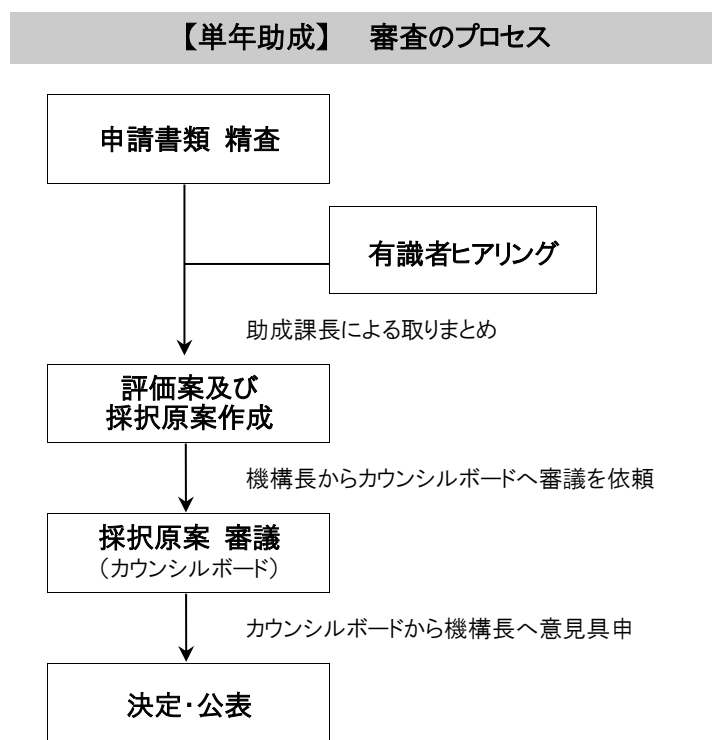 【単年助成】　審査のプロセス
申請書類 精査
有識者ヒアリング
助成課長による取りまとめ
評価案及び
採択原案作成
機構長からカウンシルボードへ審議を依頼
採択原案 審議
（カウンシルボード）
カウンシルボードから機構長へ意見具申
決定・公表